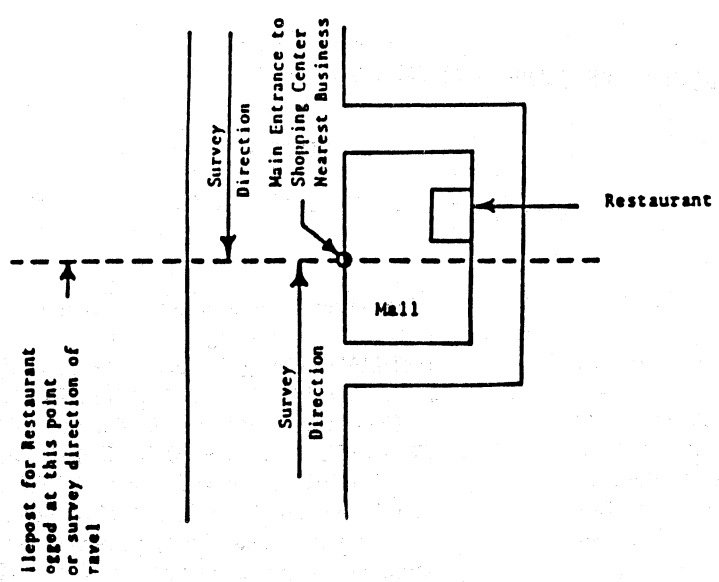 Survey
Direction
Main Entrance to
Shopping Center
Nearest Business
Restaurant
Mall
Survey
Direction
ilepost for Restaurant
ogged at this point
or survey direction of
ravel